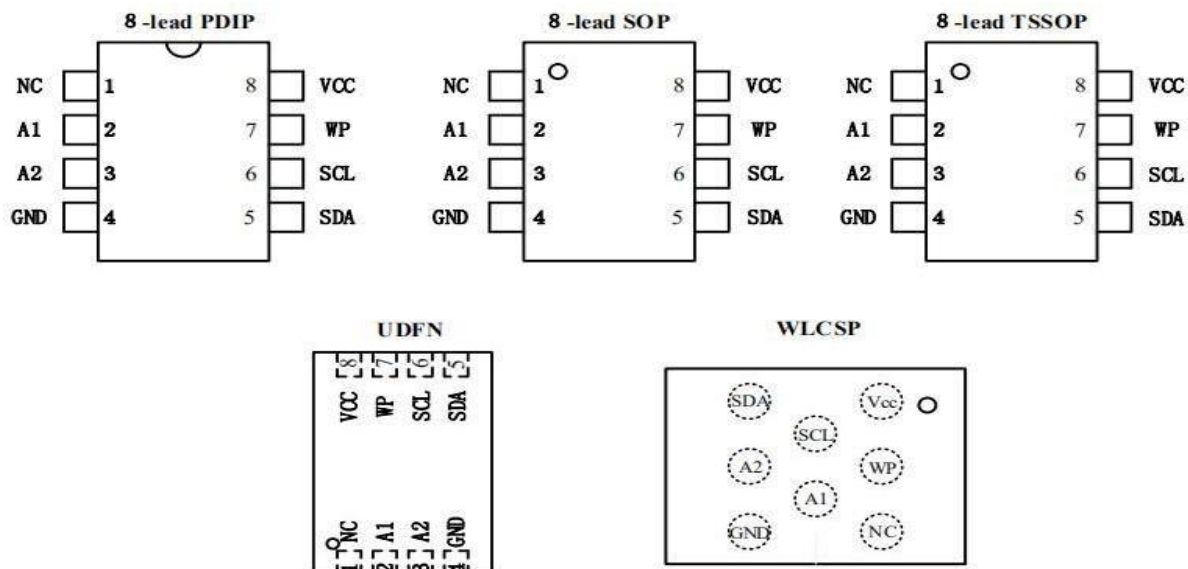 8 -lead PDIP 8 -lead SOP 8 -lead TSSOP
NC 1 8 VCC NC 1 8 VCC NC 1 8 VCC
A1 2 7 WP A1 2 7 WP A1 2 7 WP
A2 3 6 SCL A2 3 6 SCL A2 3 6 SCL
GND 4 5 SDA GND 4 5 SDA GND 4 5 SDA
UDFN WLCSP
8 7 6 5
VCC WP SCL SDA
NC A1 A2 GND
1 2 3 4
SDA Vcc
SCL
A2 WP
A1
GND NC